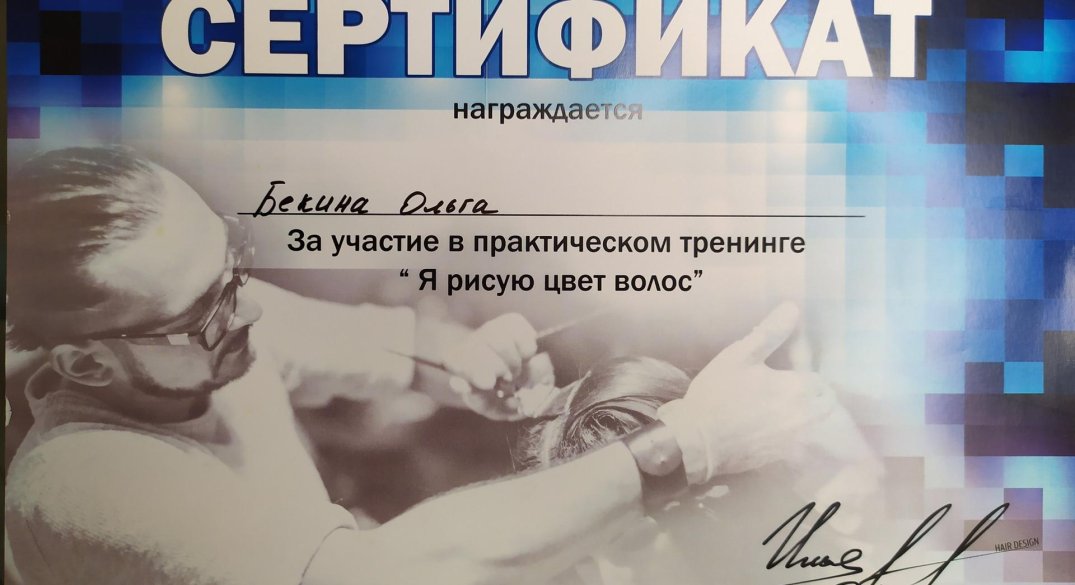 СЕРТИФИКАТ
награждается
Бекина Ольга
За участие в практическом тренинге
“ Я рисую цвет волос”
HAIR DESIGN